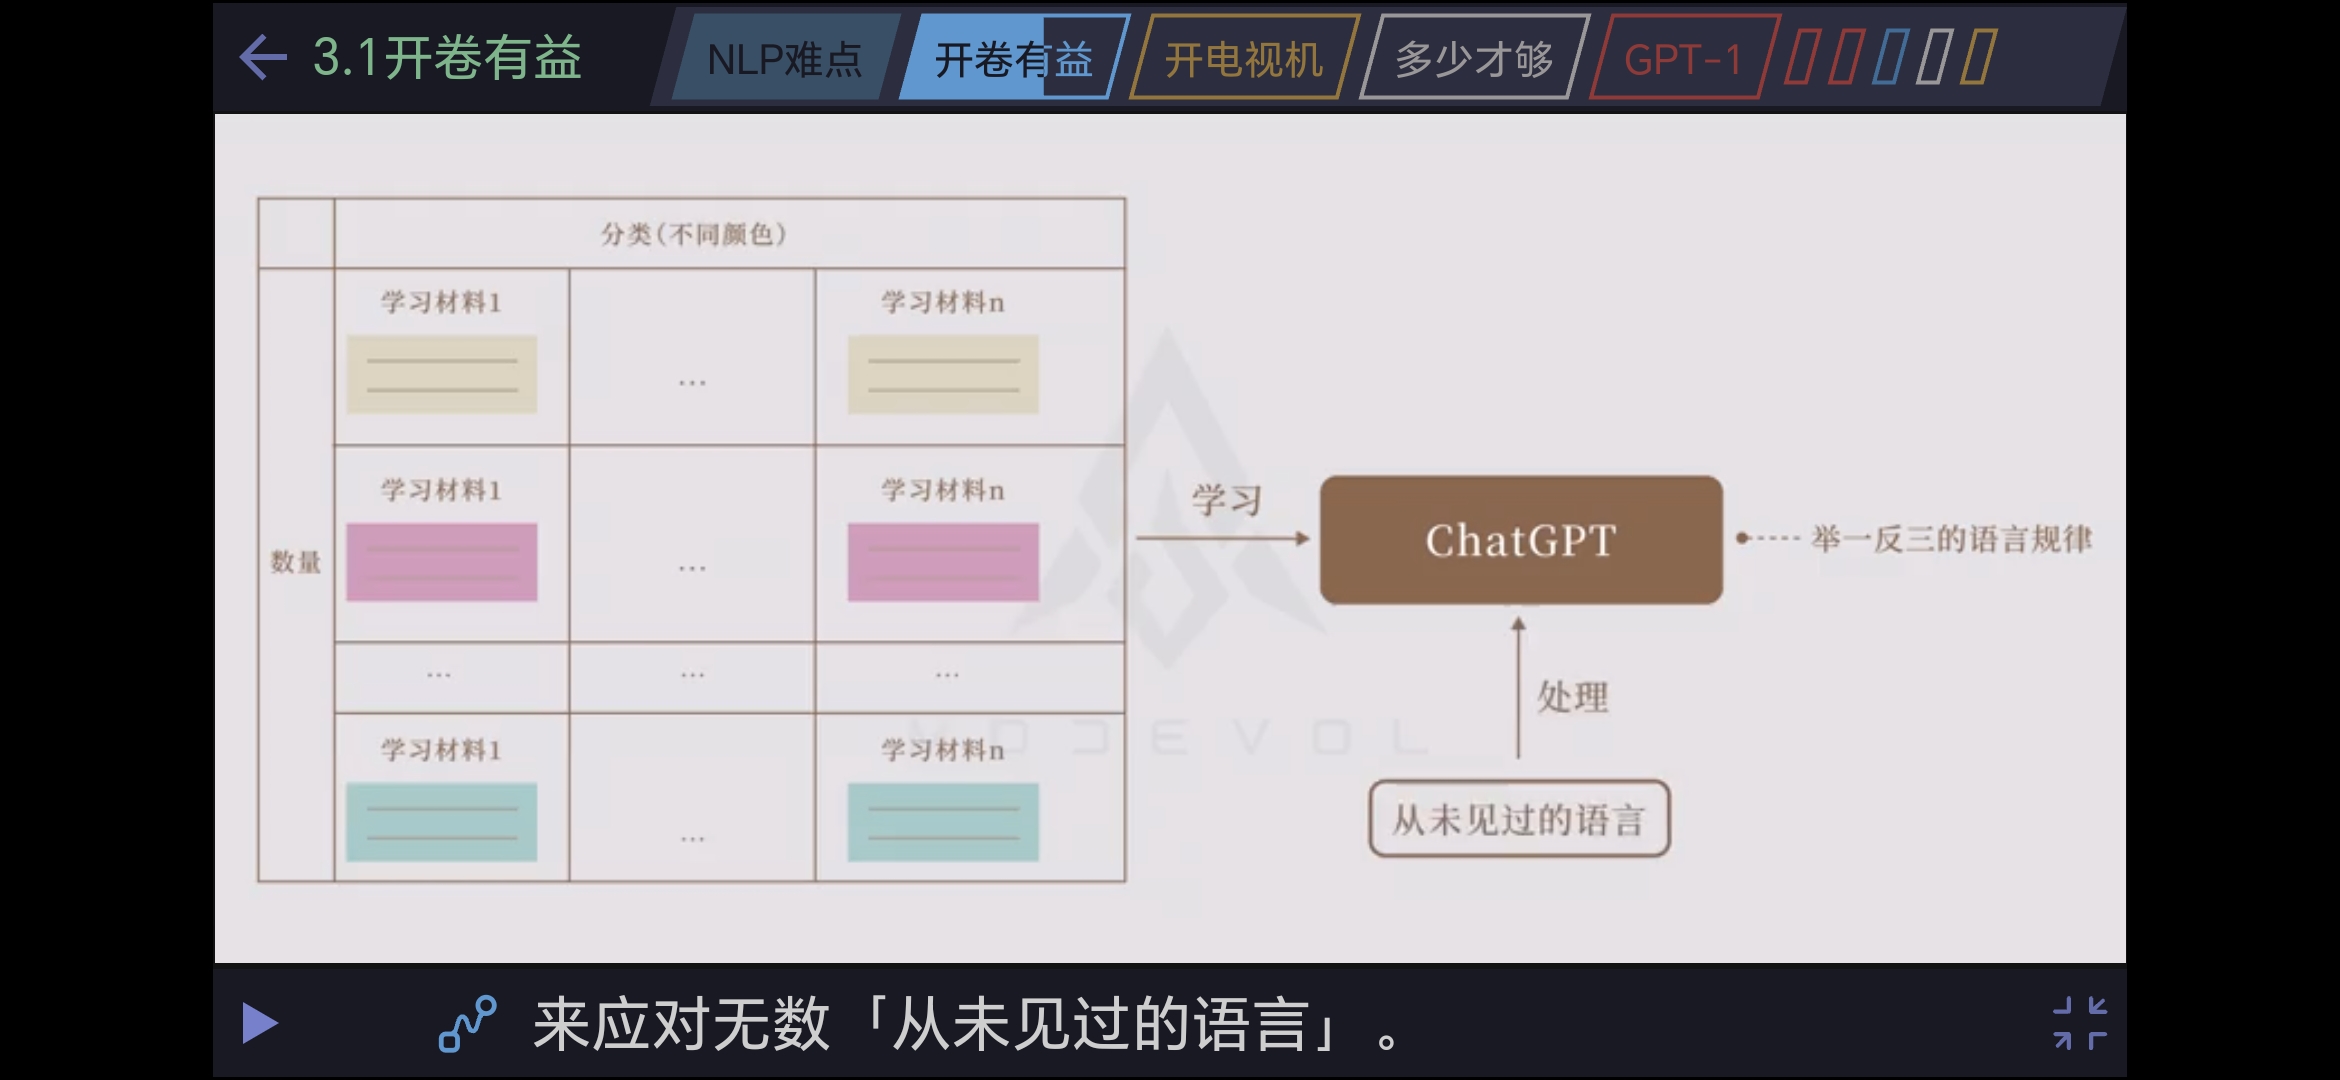 3.1开卷有益
NLP难点
开卷有益
开电视机
多少才够
GPT-1
分类(不同颜色)
学习材料1
学习材料n
...
数量
学习材料1
学习材料n
...
...
...
...
学习材料1
学习材料n
...
学习
ChatGPT
举一反三的语言规律
处理
从未见过的语言
MODEVOL
来应对无数「从未见过的语言」。